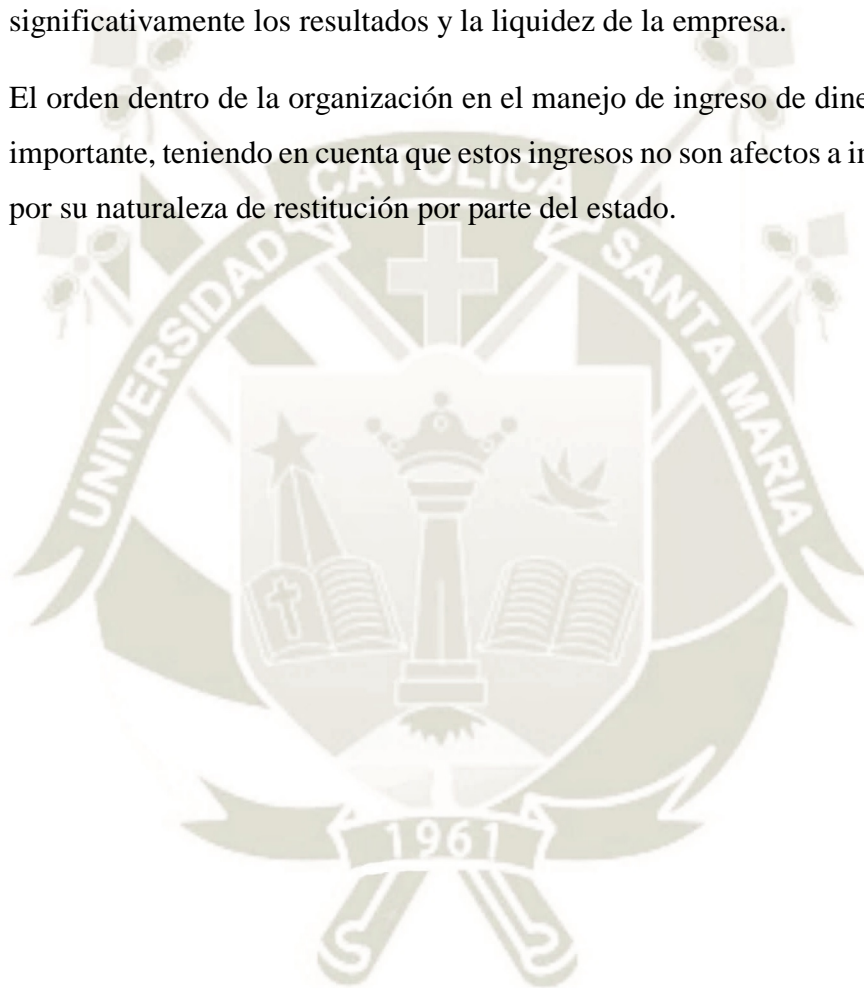 significativamente los resultados y la liquidez de la empresa.
El orden dentro de la organización en el manejo de ingreso de
importante, teniendo en cuenta que estos ingresos no son afectos a
por su naturaleza de restitución por parte del estado.
UNIVERSIDAD CATOLICA SANTA MARIA
1961